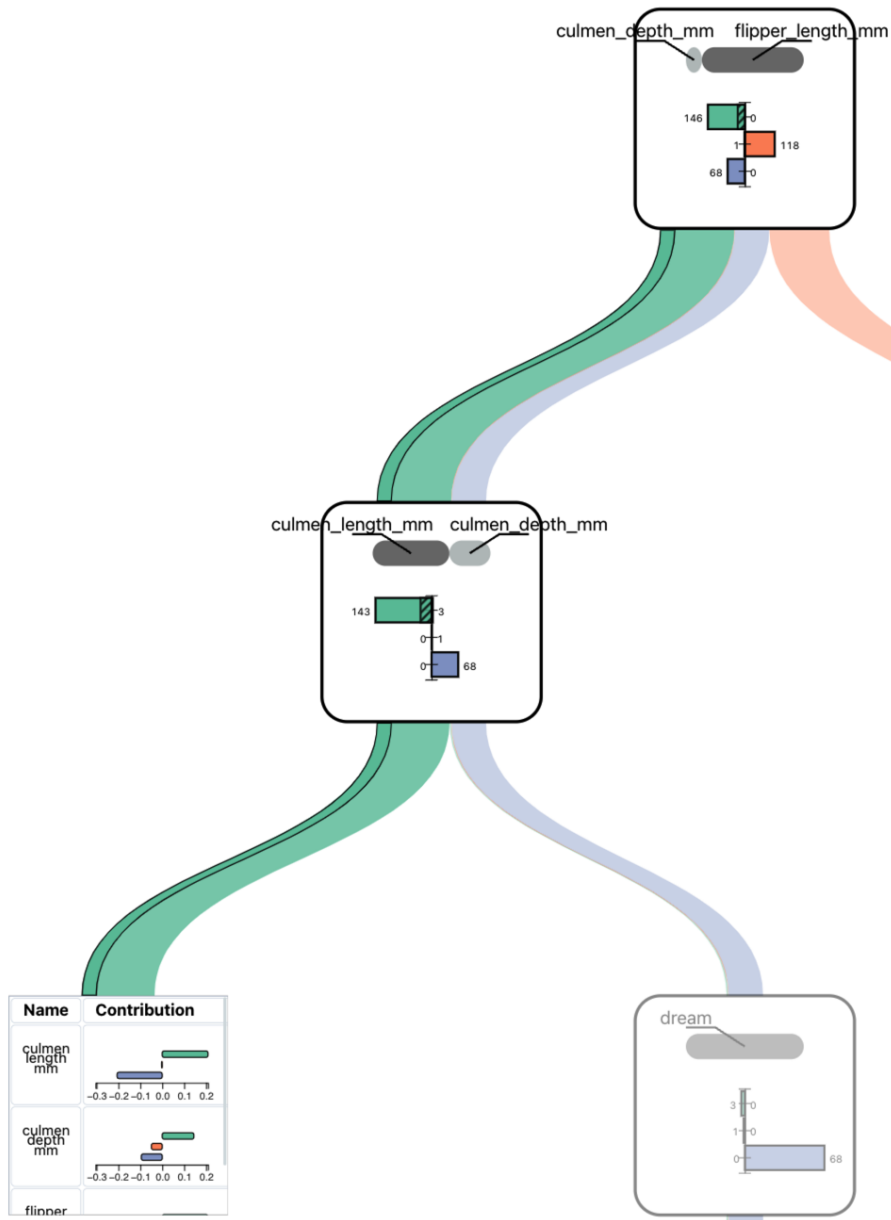 culmen_depth_mm flipper_length_mm
146 0
1 118
68 0
culmen_length_mm culmen_depth_mm
143 3
0 1
0 68
Name Contribution
culmen
length
mm
-0.3 -0.2 -0.1 0.0 0.1 0.2
culmen
depth
mm
-0.3 -0.2 -0.1 0.0 0.1 0.2
flipper
dream
3 0
1 0
0 68